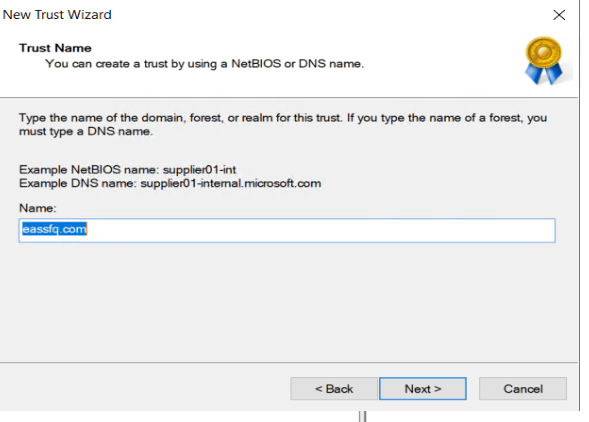 New Trust Wizard
Trust Name
You can create a trust by using a NetBIOS or DNS name.
Type the name of the domain, forest, or realm for this trust. If you type the name of a forest, you
must type a DNS name.
Example NetBIOS name: supplier01-int
Example DNS name: supplier01-internal.microsoft.com
Name:
eassfq.com
< Back
Next >
Cancel